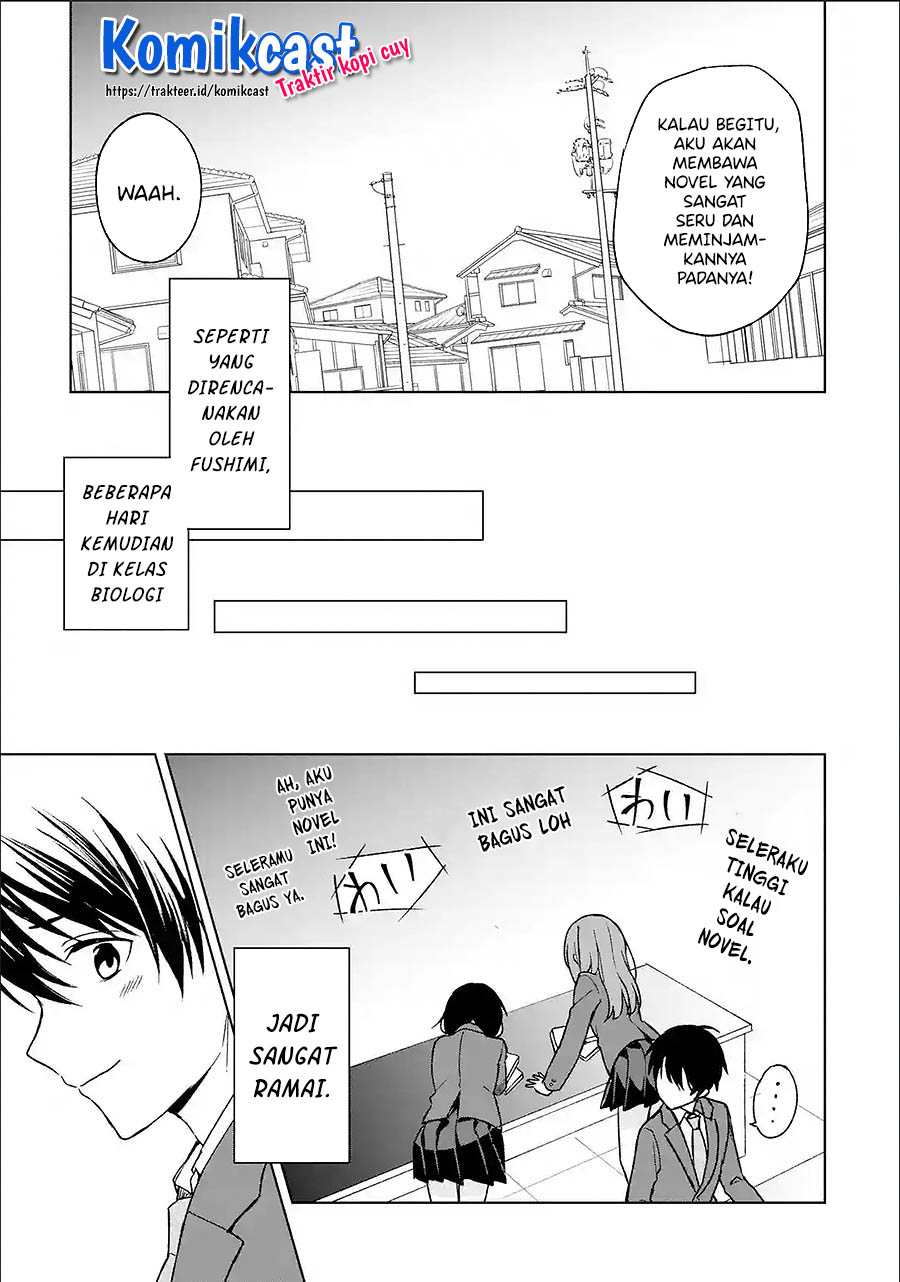 Komikcast
Traktir kopi cuy
https://trakteer.id/komikcast
KALAU BEGITU,
AKU AKAN
MEMBAWA
NOVEL YANG
SANGAT
SERU DAN
MEMINJAM-
KANNYA
PADANYA!
WAAH.
SEPERTI
YANG
DIRENCA-
NAKAN
OLEH
FUSHIMI,
BEBERAPA
HARI
KEMUDIAN
DI KELAS
BIOLOGI
SELERAKU
TINGGI
KALAU
SOAL
NOVEL.
わい
INI SANGAT
BAGUS LOH
わい
AH, AKU
PUNYA
NOVEL
INI!
SELERAMU
SANGAT
BAGUS YA.
JADI
SANGAT
RAMAI.
...